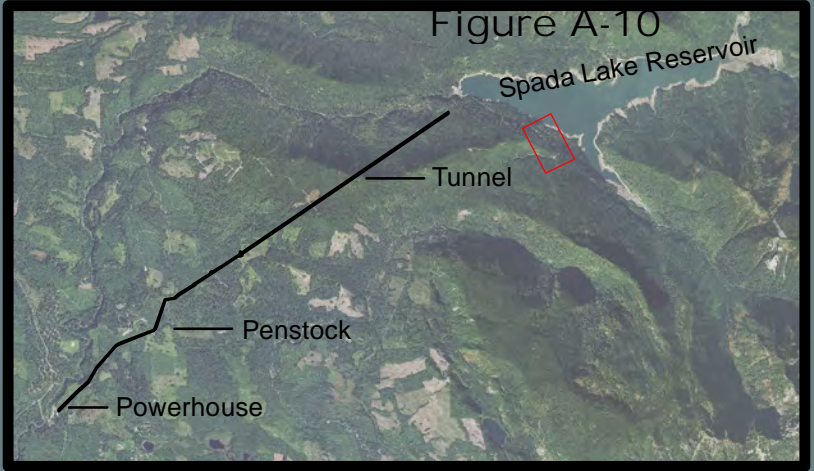 Figure A-10
Spada Lake Reservoir
Tunnel
Penstock
Powerhouse